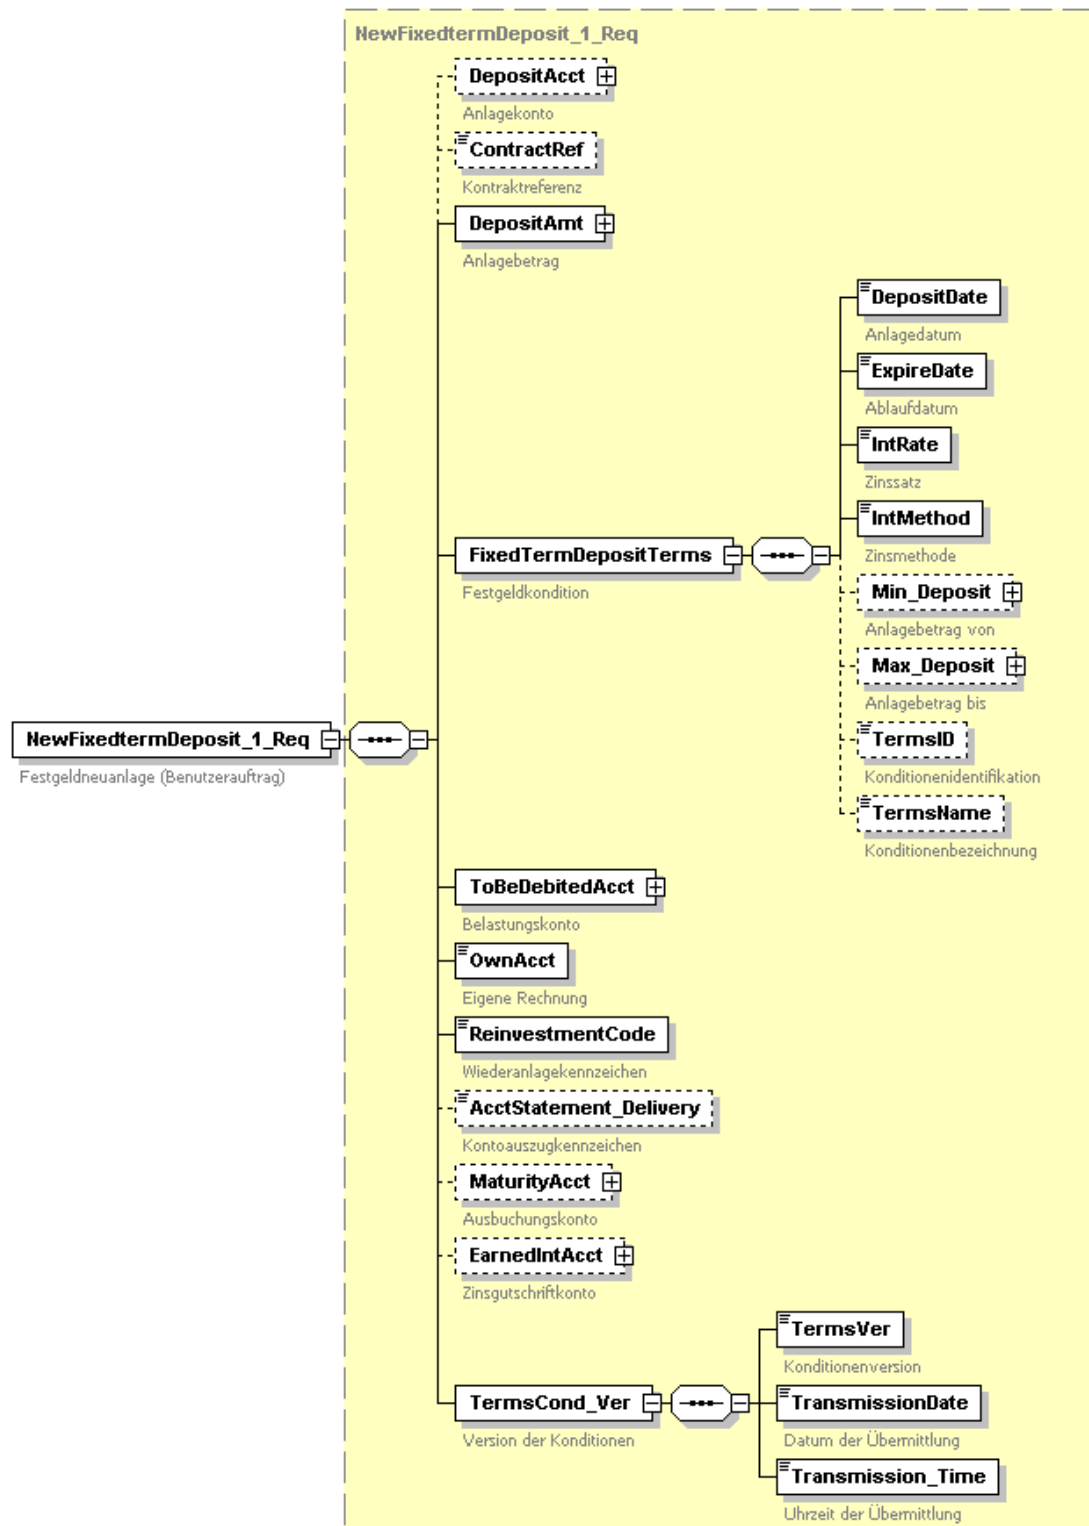 NewFixedtermDeposit_1_Req
DepositAcct
Anlagekonto
ContractRef
Kontraktreferenz
DepositAmt
Anlagebetrag
DepositDate
Anlagedatum
ExpireDate
Ablaufdatum
IntRate
Zinssatz
IntMethod
Zinsmethode
FixedTermDepositTerms
Festgeldkondition
Min_Deposit
Anlagebetrag von
Max_Deposit
Anlagebetrag bis
TermsID
Konditionenidentifikation
TermsName
Konditionenbezeichnung
NewFixedtermDeposit_1_Req
Festgeldneuanlage (Benutzerauftrag)
ToBeDebitedAcct
Belastungskonto
OwnAcct
Eigene Rechnung
ReinvestmentCode
Wiederanlagekennzeichen
AcctStatement_Delivery
Kontoauszugkennzeichen
MaturityAcct
Ausbuchungskonto
EarnedIntAcct
Zinsgutschriftkonto
TermsVer
Konditionenversion
TermsCond_Ver
Version der Konditionen
TransmissionDate
Datum der Übermittlung
Transmission_Time
Uhrzeit der Übermittlung